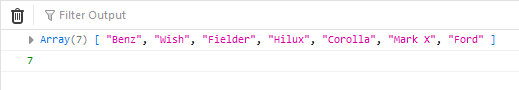 Filter Output
Array(7) [ "Benz", "Wish", "Fielder", "Hilux", "Corolla", "Mark X", "Ford" ]
7